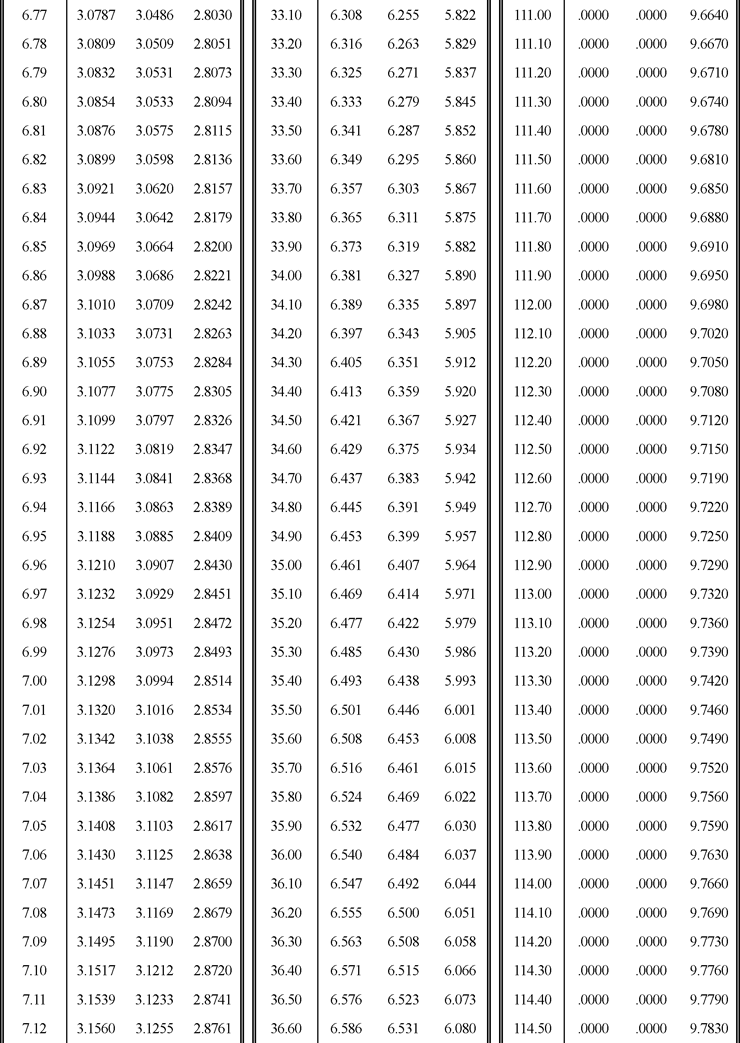 6.77 3.0787 3.0486 2.8030 33.10 6.308 6.255 5.822 111.00 .0000 .0000 9.6640
6.78 3.0809 3.0509 2.8051 33.20 6.316 6.263 5.829 111.10 .0000 .0000 9.6670
6.79 3.0832 3.0531 2.8073 33.30 6.325 6.271 5.837 111.20 .0000 .0000 9.6710
6.80 3.0854 3.0533 2.8094 33.40 6.333 6.279 5.845 111.30 .0000 .0000 9.6740
6.81 3.0876 3.0575 2.8115 33.50 6.341 6.287 5.852 111.40 .0000 .0000 9.6780
6.82 3.0899 3.0598 2.8136 33.60 6.349 6.295 5.860 111.50 .0000 .0000 9.6810
6.83 3.0921 3.0620 2.8157 33.70 6.357 6.303 5.867 111.60 .0000 .0000 9.6850
6.84 3.0944 3.0642 2.8179 33.80 6.365 6.311 5.875 111.70 .0000 .0000 9.6880
6.85 3.0969 3.0664 2.8200 33.90 6.373 6.319 5.882 111.80 .0000 .0000 9.6910
6.86 3.0988 3.0686 2.8221 34.00 6.381 6.327 5.890 111.90 .0000 .0000 9.6950
6.87 3.1010 3.0709 2.8242 34.10 6.389 6.335 5.897 112.00 .0000 .0000 9.6980
6.88 3.1033 3.0731 2.8263 34.20 6.397 6.343 5.905 112.10 .0000 .0000 9.7020
6.89 3.1055 3.0753 2.8284 34.30 6.405 6.351 5.912 112.20 .0000 .0000 9.7050
6.90 3.1077 3.0775 2.8305 34.40 6.413 6.359 5.920 112.30 .0000 .0000 9.7080
6.91 3.1099 3.0797 2.8326 34.50 6.421 6.367 5.927 112.40 .0000 .0000 9.7120
6.92 3.1122 3.0819 2.8347 34.60 6.429 6.375 5.934 112.50 .0000 .0000 9.7150
6.93 3.1144 3.0841 2.8368 34.70 6.437 6.383 5.942 112.60 .0000 .0000 9.7190
6.94 3.1166 3.0863 2.8389 34.80 6.445 6.391 5.949 112.70 .0000 .0000 9.7220
6.95 3.1188 3.0885 2.8409 34.90 6.453 6.399 5.957 112.80 .0000 .0000 9.7250
6.96 3.1210 3.0907 2.8430 35.00 6.461 6.407 5.964 112.90 .0000 .0000 9.7290
6.97 3.1232 3.0929 2.8451 35.10 6.469 6.414 5.971 113.00 .0000 .0000 9.7320
6.98 3.1254 3.0951 2.8472 35.20 6.477 6.422 5.979 113.10 .0000 .0000 9.7360
6.99 3.1276 3.0973 2.8493 35.30 6.485 6.430 5.986 113.20 .0000 .0000 9.7390
7.00 3.1298 3.0994 2.8514 35.40 6.493 6.438 5.993 113.30 .0000 .0000 9.7420
7.01 3.1320 3.1016 2.8534 35.50 6.501 6.446 6.001 113.40 .0000 .0000 9.7460
7.02 3.1342 3.1038 2.8555 35.60 6.508 6.453 6.008 113.50 .0000 .0000 9.7490
7.03 3.1364 3.1061 2.8576 35.70 6.516 6.461 6.015 113.60 .0000 .0000 9.7520
7.04 3.1386 3.1082 2.8597 35.80 6.524 6.469 6.022 113.70 .0000 .0000 9.7560
7.05 3.1408 3.1103 2.8617 35.90 6.532 6.477 6.030 113.80 .0000 .0000 9.7590
7.06 3.1430 3.1125 2.8638 36.00 6.540 6.484 6.037 113.90 .0000 .0000 9.7630
7.07 3.1451 3.1147 2.8659 36.10 6.547 6.492 6.044 114.00 .0000 .0000 9.7660
7.08 3.1473 3.1169 2.8679 36.20 6.555 6.500 6.051 114.10 .0000 .0000 9.7690
7.09 3.1495 3.1190 2.8700 36.30 6.563 6.508 6.058 114.20 .0000 .0000 9.7730
7.10 3.1517 3.1212 2.8720 36.40 6.571 6.515 6.066 114.30 .0000 .0000 9.7760
7.11 3.1539 3.1233 2.8741 36.50 6.576 6.523 6.073 114.40 .0000 .0000 9.7790
7.12 3.1560 3.1255 2.8761 36.60 6.586 6.531 6.080 114.50 .0000 .0000 9.7830